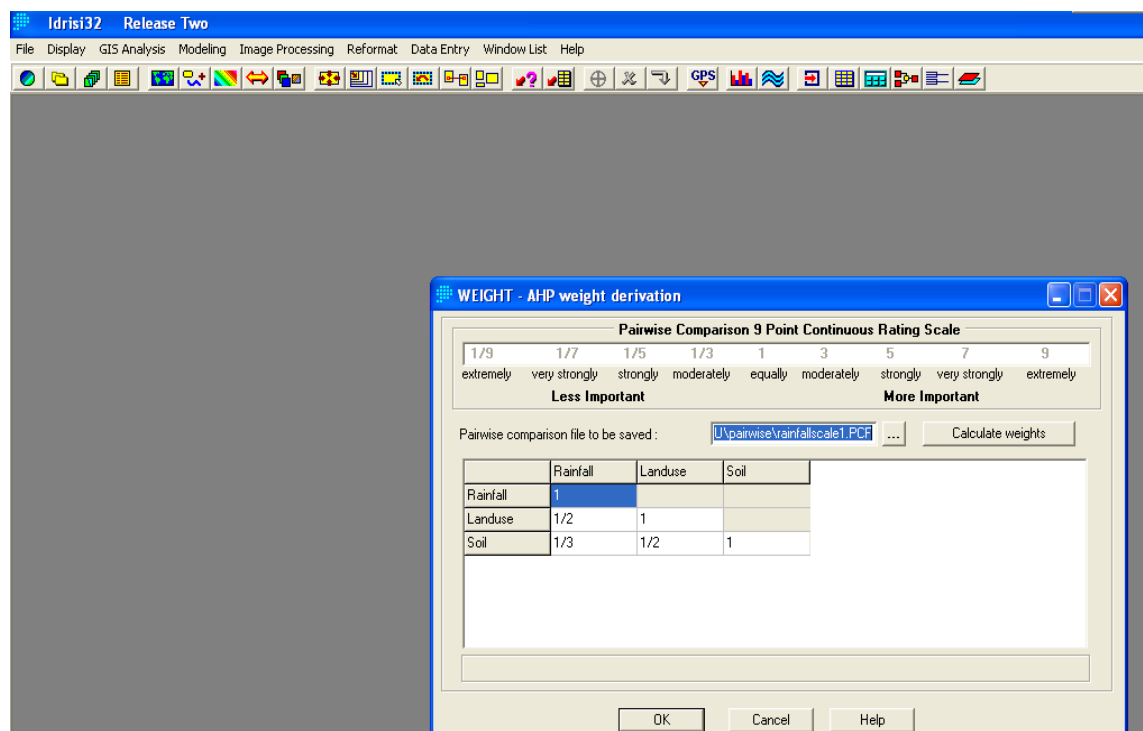 Idrisi32 Release Two
File Display GIS Analysis Modeling Image Processing Reformat Data Entry Window List Help
GPS
WEIGHT - AHP weight derivation
Pairwise Comparison 9 Point Continuous Rating Scale
1/9 1/7 1/5 1/3 1 3 5 7 9
extremely very strongly strongly moderately equally moderately strongly very strongly extremely
Less Important More Important
Pairwise comparison file to be saved : U\pairwise\rainfallscale1.PCF ... Calculate weights
Rainfall Landuse Soil
Rainfall 1
Landuse 1/2 1
Soil 1/3 1/2 1
OK Cancel Help